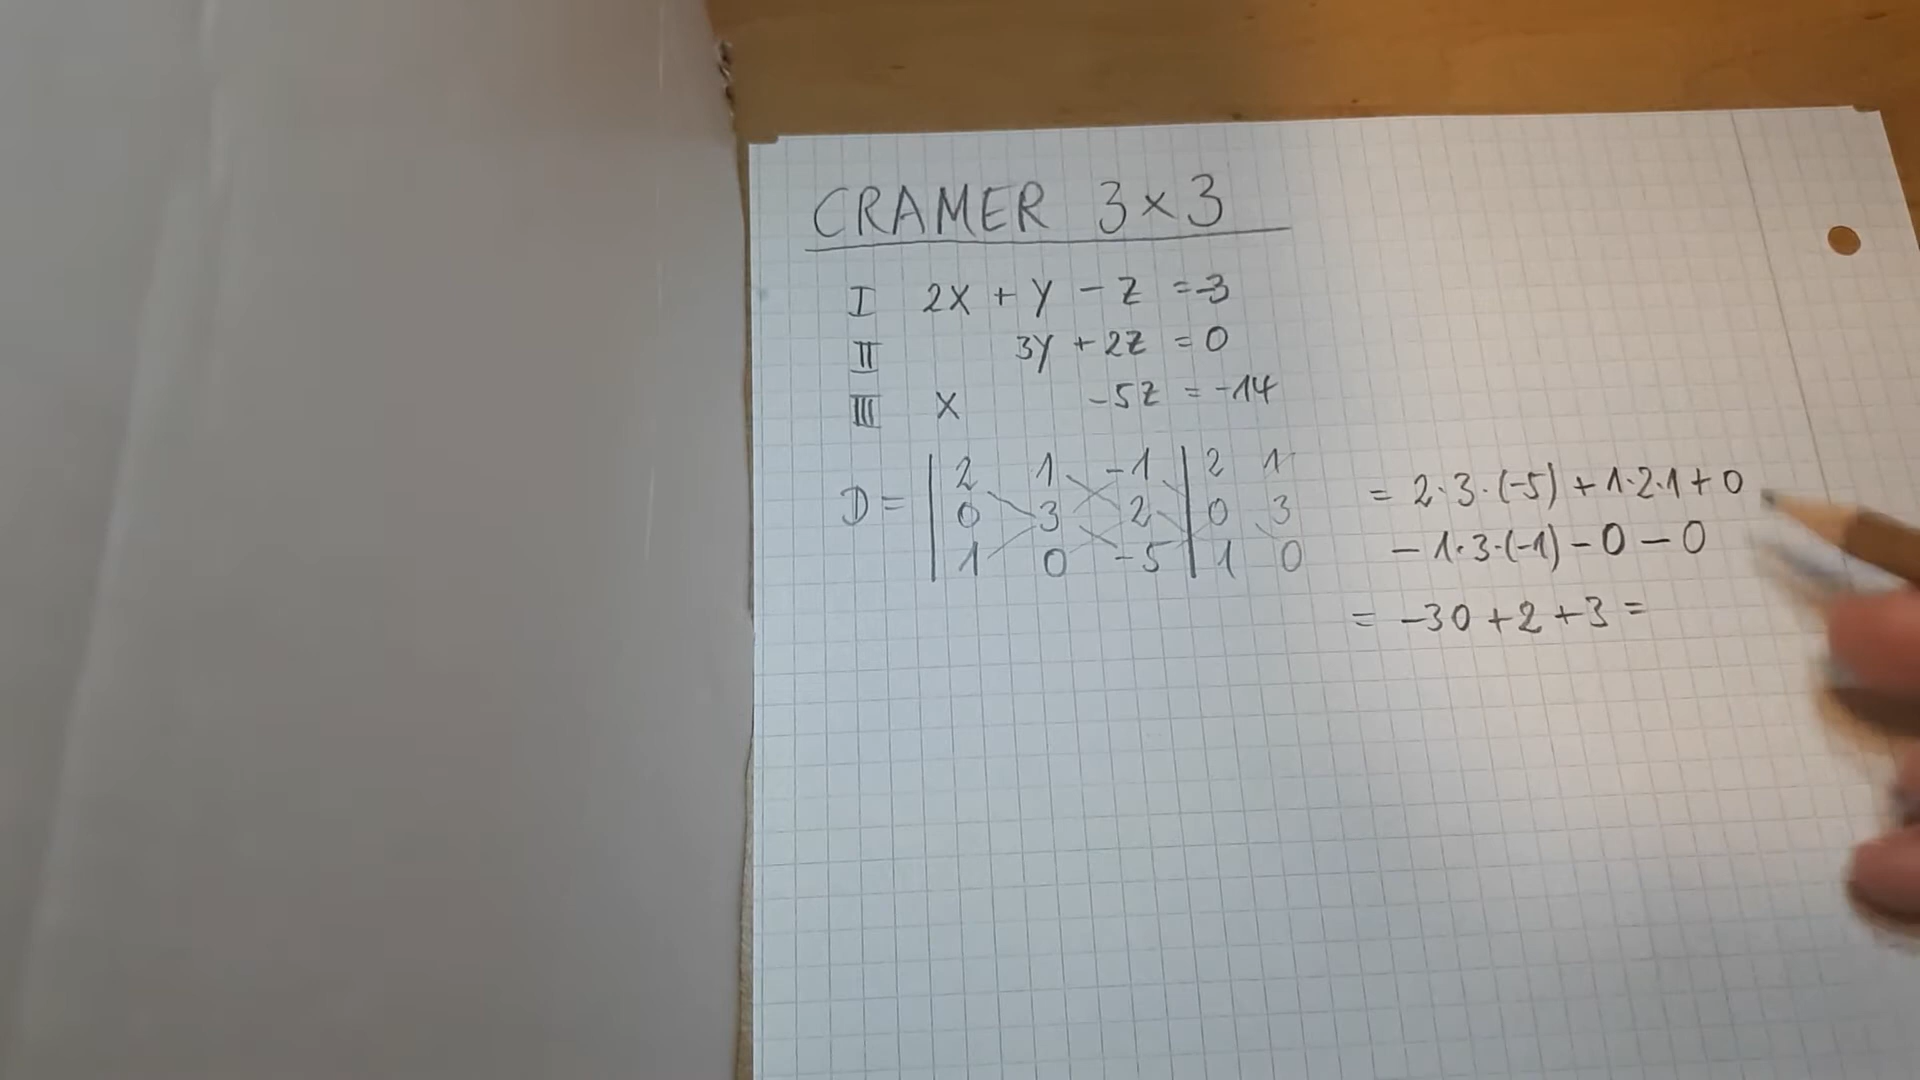 CRAMER 3×3
I 2x + y - z = -3
II 3y + 2z = 0
III x -5z = -14
D = | 2 1 -1 | 2 1 = 2·3·(-5) + 1·2·1 + 0
0 3 2 | 0 3 - 1·3·(-1) - 0 - 0
1 0 -5 | 1 0
= -30 + 2 + 3 =